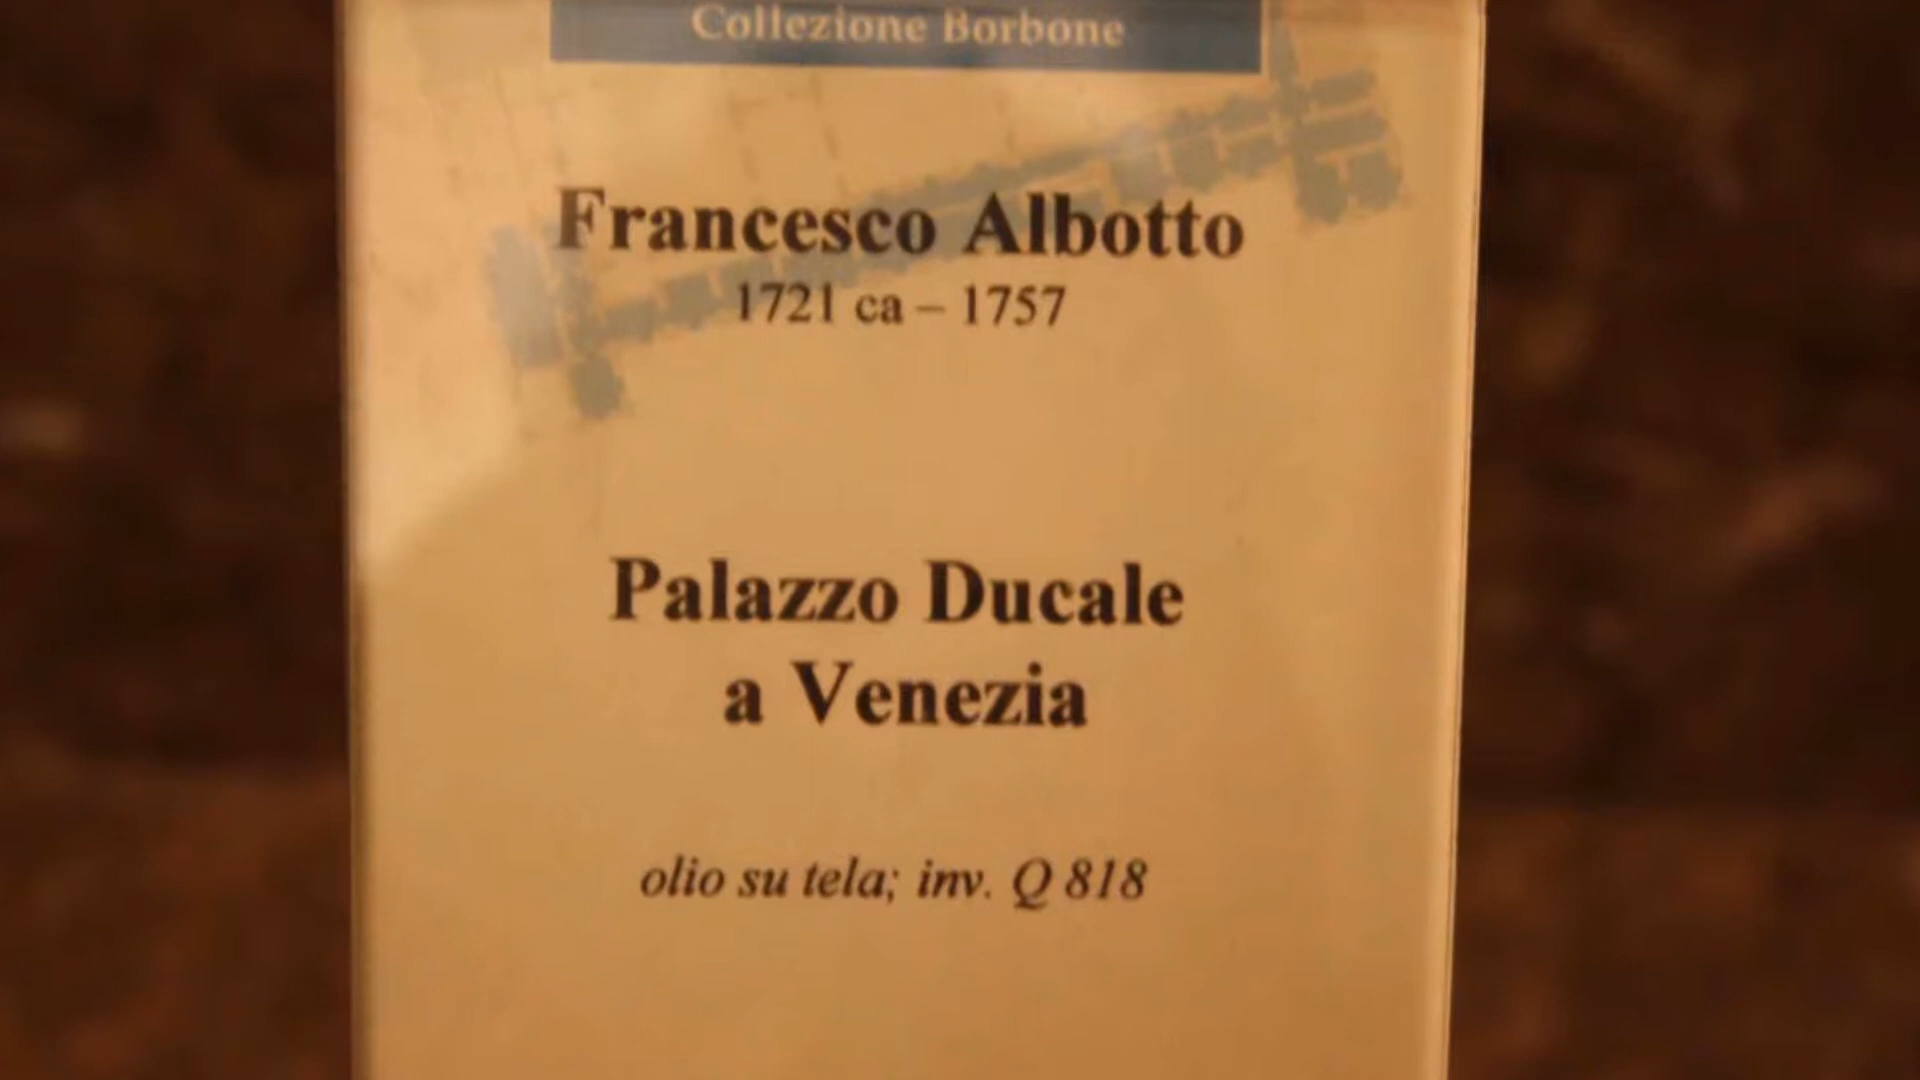 Collezione Borbone
Francesco Albotto
1721 ca – 1757
Palazzo Ducale
a Venezia
olio su tela; inv. Q 818